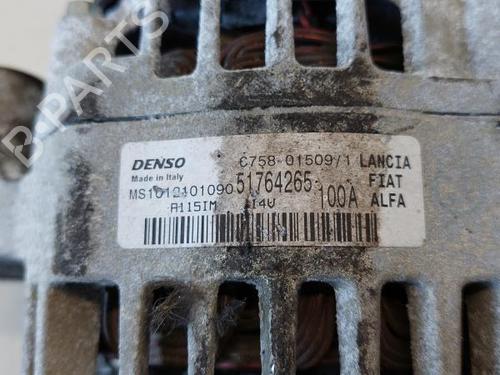 DENSO C758-01509/1 LANCIA
Made in Italy 51764265 FIAT
MS1012101090 100A ALFA
A115IM 14V
B-PARTS